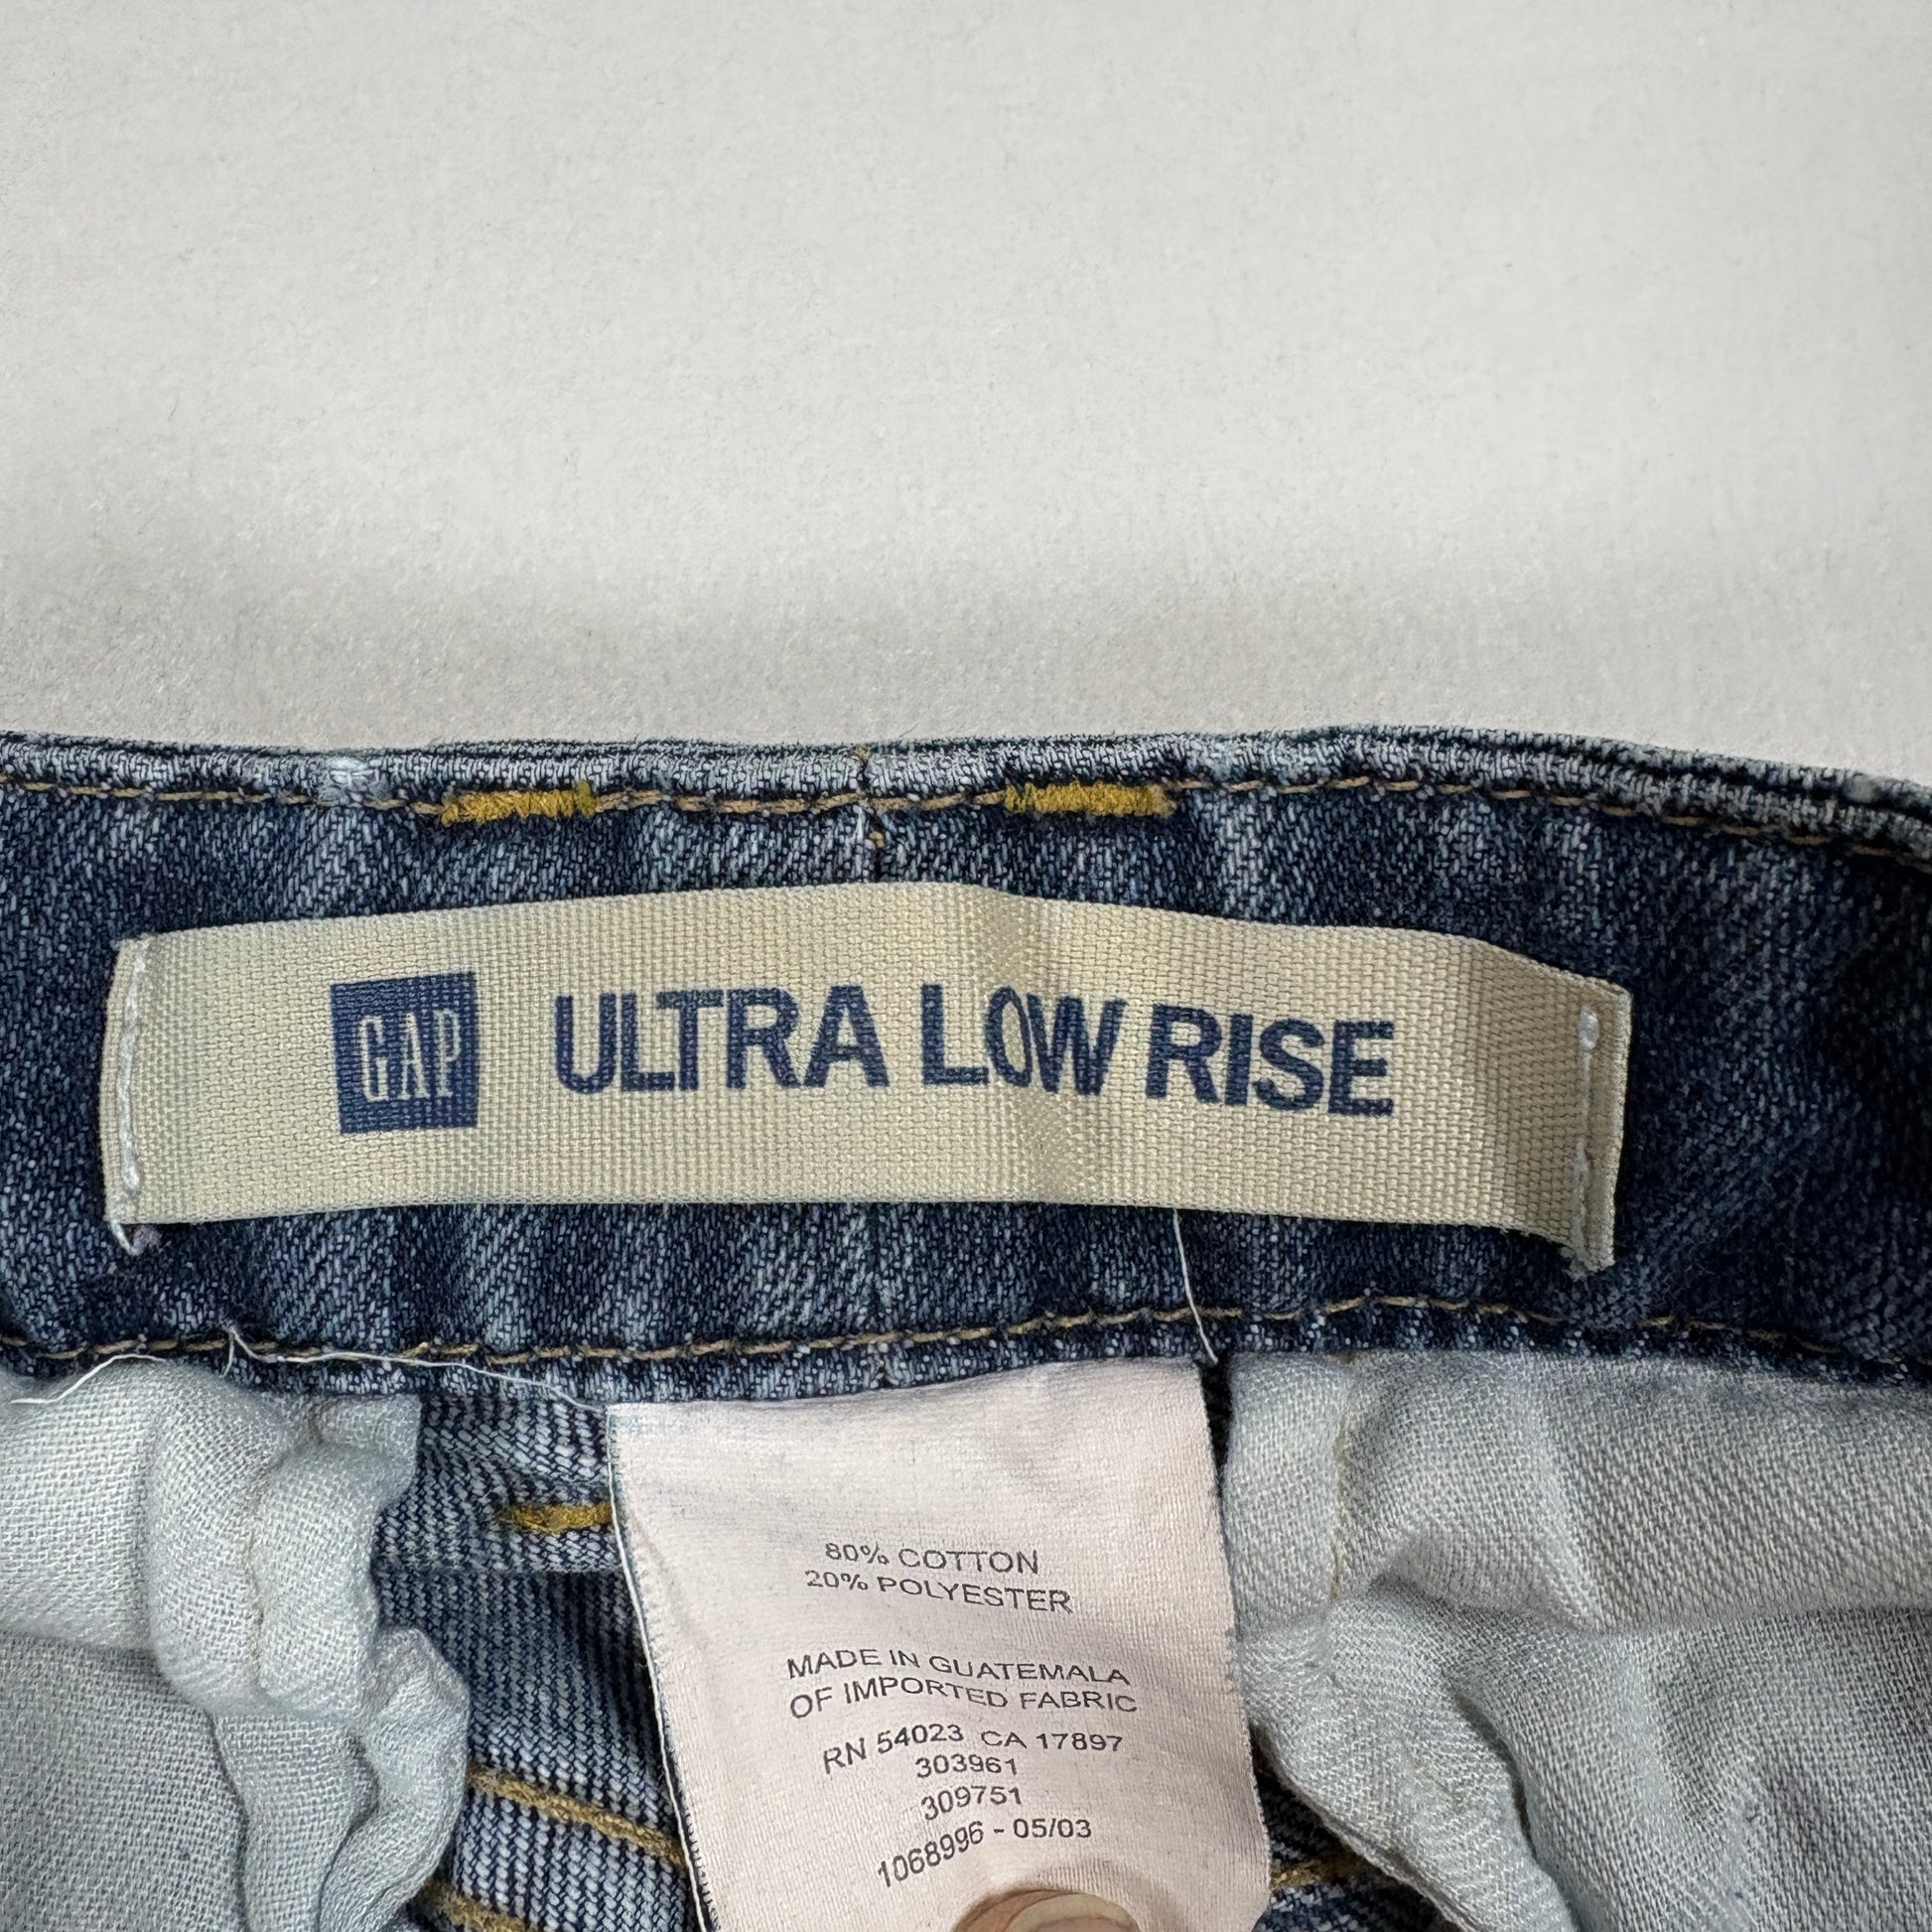 GAP ULTRA LOW RISE
80% COTTON
20% POLYESTER
MADE IN GUATEMALA
OF IMPORTED FABRIC
RN 54023 CA 17897
303961
309751
1068996 - 05/03